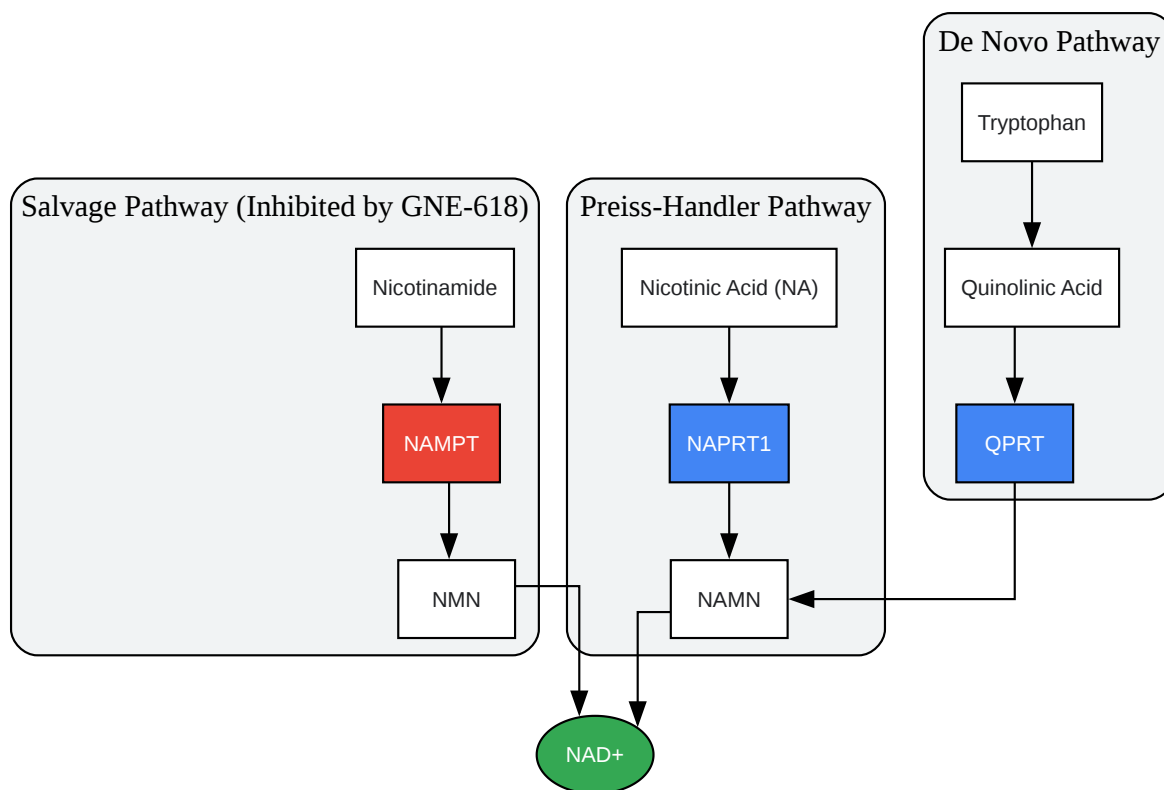 De Novo Pathway
Tryptophan
Salvage Pathway (Inhibited by GNE-618)
Preiss-Handler Pathway
Nicotinamide
Nicotinic Acid (NA)
Quinolinic Acid
NAMPT
NAPRT1
QPRT
NMN
NAMN
NAD+